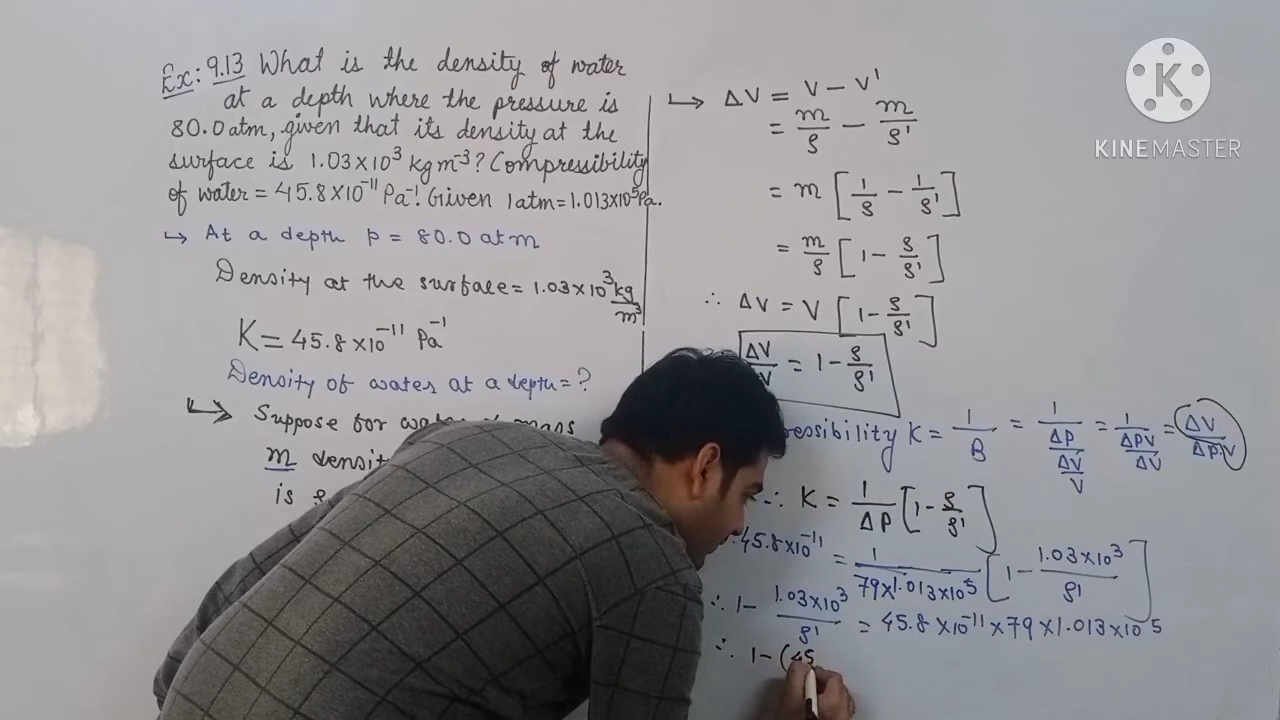 Ex: 9.13 What is the density of water
at a depth where the pressure is
80.0 atm, given that its density at the
surface is 1.03×10³ kg m⁻³? Compressibility
of water = 45.8×10⁻¹¹ Pa⁻¹. Given 1 atm = 1.013×10⁵ Pa.
↳ At a depth P = 80.0 atm
Density at the surface = 1.03×10³ kg/m³
K = 45.8×10⁻¹¹ Pa⁻¹
Density of water at a depth = ?
↳ Suppose for mass
m
is
↳ ΔV = V − V'
= m/ρ − m/ρ'
= m [1/ρ − 1/ρ']
= m/ρ [1 − ρ/ρ']
∴ ΔV = V [1 − ρ/ρ']
ΔV/V = 1 − ρ/ρ'
K = 1/B = 1/(ΔP/(ΔV/V)) = 1/(ΔPV/ΔV) = ΔV/ΔP·V
∴ K = 1/ΔP [1 − ρ/ρ']
45.8×10⁻¹¹ = 1/(79×1.013×10⁵) [1 − 1.03×10³/ρ']
∴ 1 − 1.03×10³/ρ' = 45.8×10⁻¹¹×79×1.013×10⁵
∴ 1 − (45
KINEMASTER